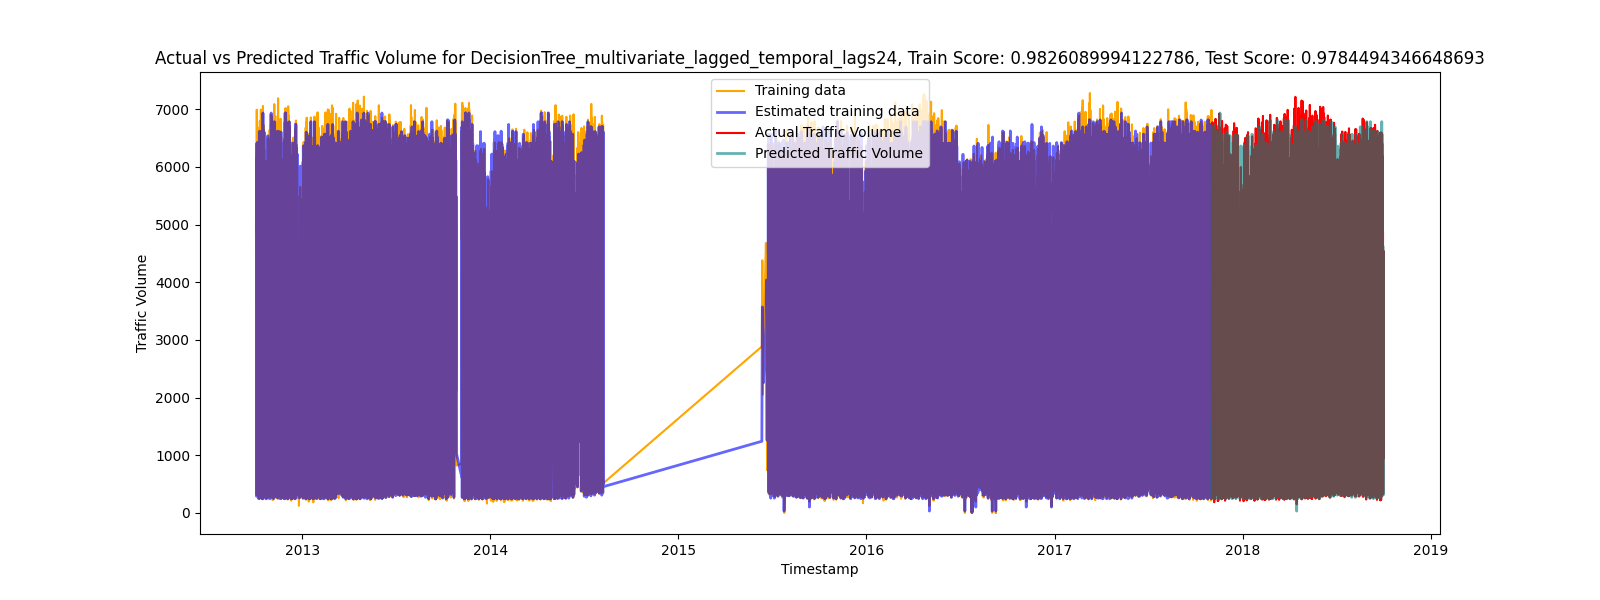 Actual vs Predicted Traffic Volume for DecisionTree_multivariate_lagged_temporal_lags24, Train Score: 0.9826089994122786, Test Score: 0.9784494346648693
Training data
Estimated training data
Actual Traffic Volume
Predicted Traffic Volume
Traffic Volume
7000
6000
5000
4000
3000
2000
1000
0
2013
2014
2015
2016
2017
2018
2019
Timestamp